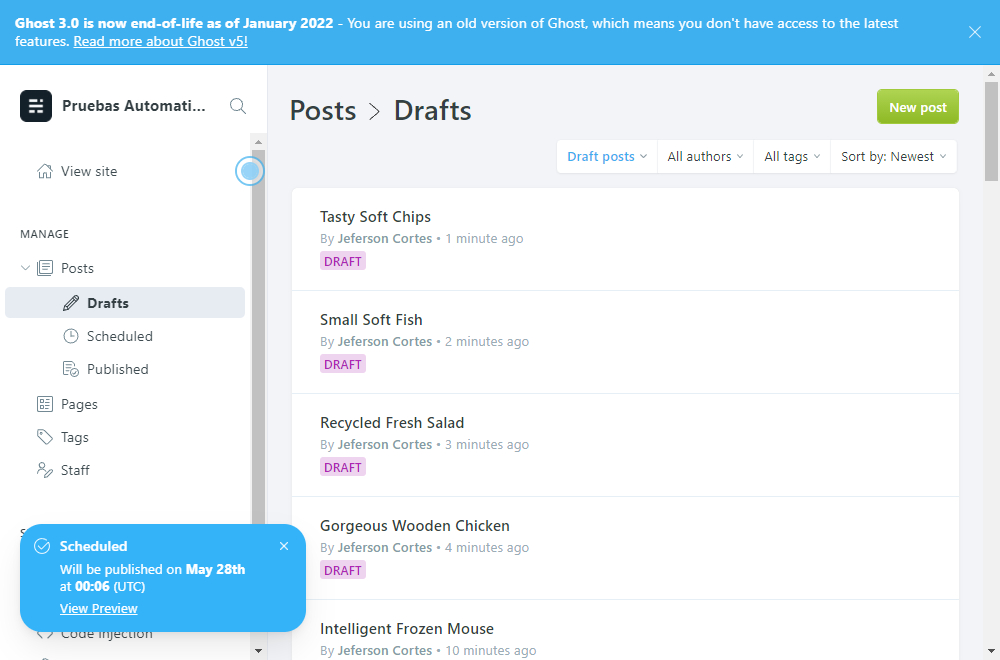 Ghost 3.0 is now end-of-life as of January 2022 - You are using an old version of Ghost, which means you don't have access to the latest
features. Read more about Ghost v5!
Pruebas Automati...
View site
MANAGE
Posts
Drafts
Scheduled
Published
Pages
Tags
Staff
Scheduled
Will be published on May 28th
at 00:06 (UTC)
View Preview
Code injection
Posts > Drafts
New post
Draft posts
All authors
All tags
Sort by: Newest
Tasty Soft Chips
By Jeferson Cortes • 1 minute ago
DRAFT
Small Soft Fish
By Jeferson Cortes • 2 minutes ago
DRAFT
Recycled Fresh Salad
By Jeferson Cortes • 3 minutes ago
DRAFT
Gorgeous Wooden Chicken
By Jeferson Cortes • 4 minutes ago
DRAFT
Intelligent Frozen Mouse
By Jeferson Cortes • 10 minutes ago